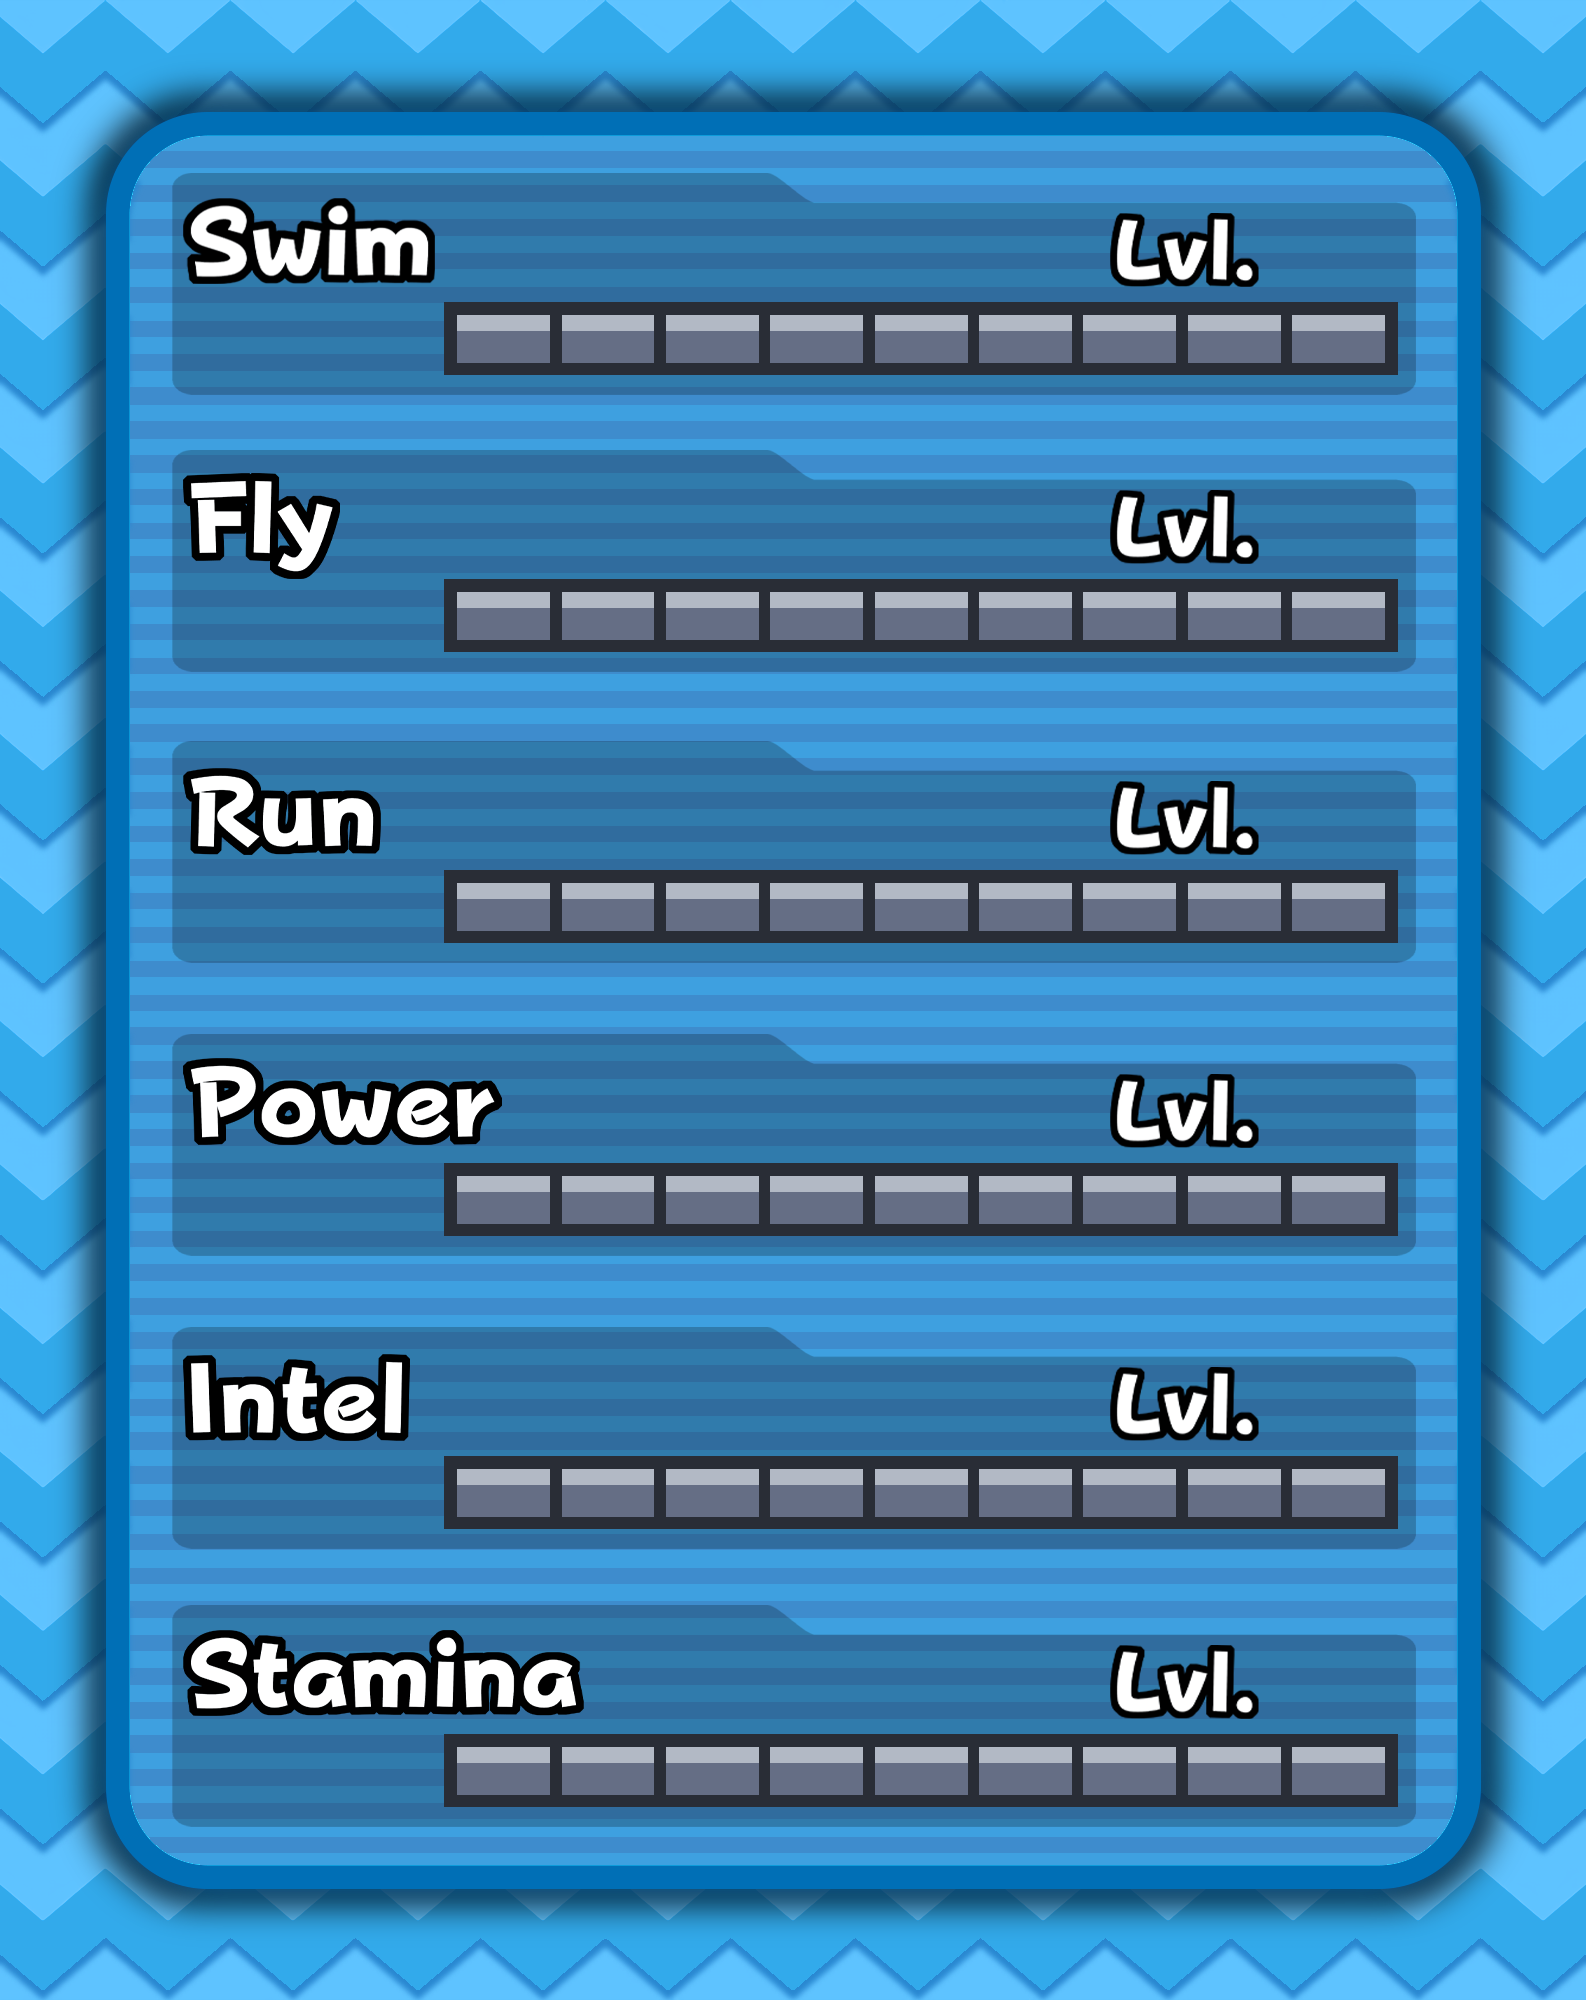 Swim Lvl.
Fly Lvl.
Run Lvl.
Power Lvl.
Intel Lvl.
Stamina Lvl.